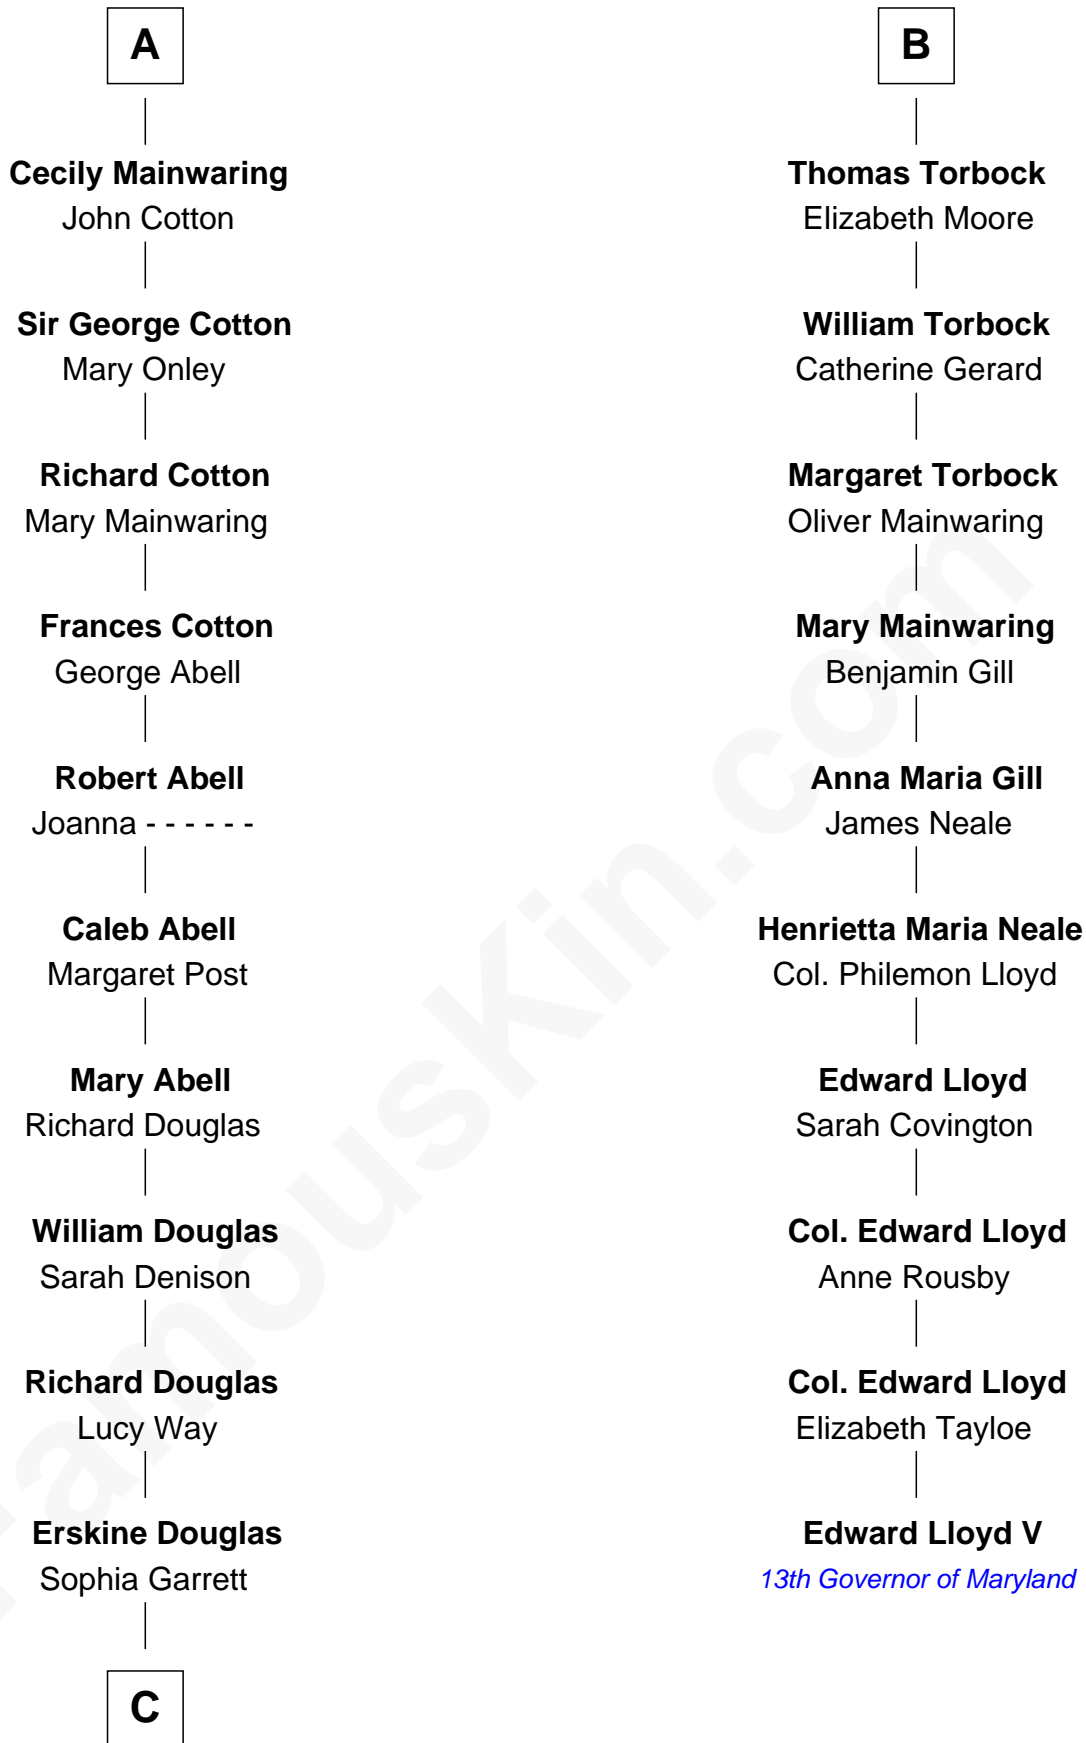 A
Cecily Mainwaring
John Cotton
Sir George Cotton
Mary Onley
Richard Cotton
Mary Mainwaring
Frances Cotton
George Abell
Robert Abell
Joanna - - - - - -
Caleb Abell
Margaret Post
Mary Abell
Richard Douglas
William Douglas
Sarah Denison
Richard Douglas
Lucy Way
Erskine Douglas
Sophia Garrett
C
B
Thomas Torbock
Elizabeth Moore
William Torbock
Catherine Gerard
Margaret Torbock
Oliver Mainwaring
Mary Mainwaring
Benjamin Gill
Anna Maria Gill
James Neale
Henrietta Maria Neale
Col. Philemon Lloyd
Edward Lloyd
Sarah Covington
Col. Edward Lloyd
Anne Rousby
Col. Edward Lloyd
Elizabeth Tayloe
Edward Lloyd V
13th Governor of Maryland
FamousKin.com